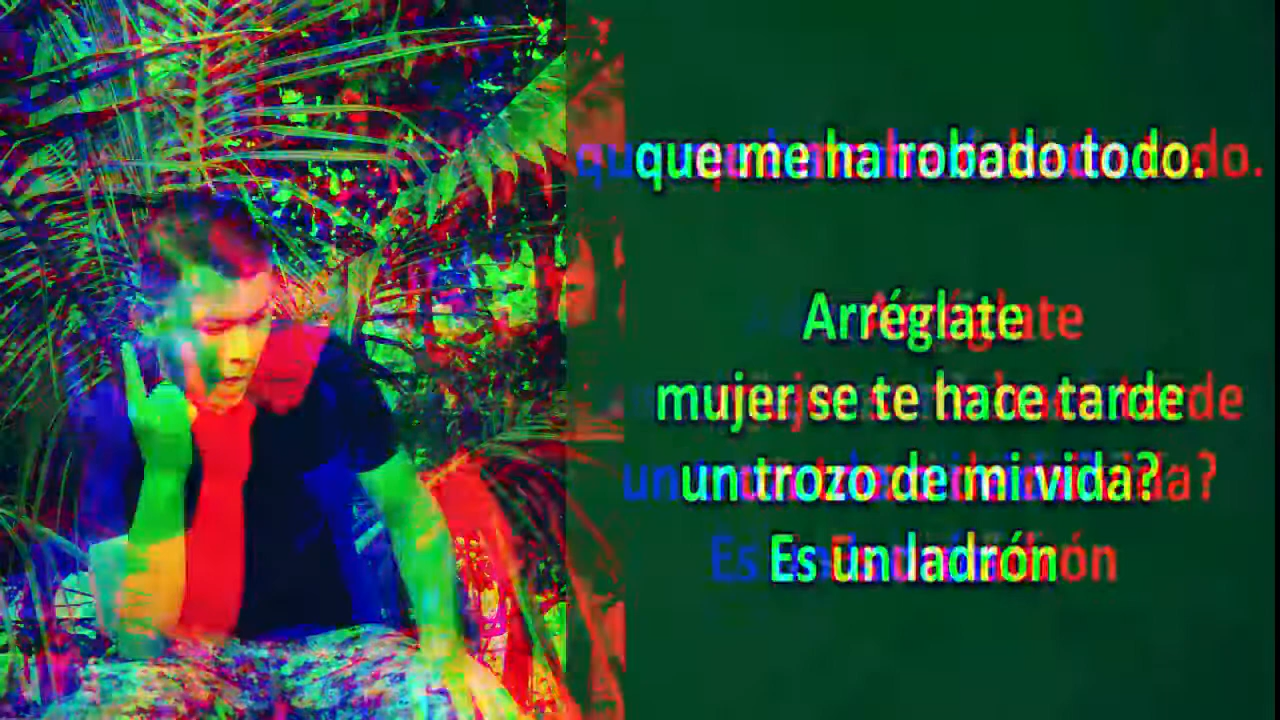 que me ha robado todo.
Arréglate
mujer se te hace tarde
un trozo de mi vida?
Es un ladrón